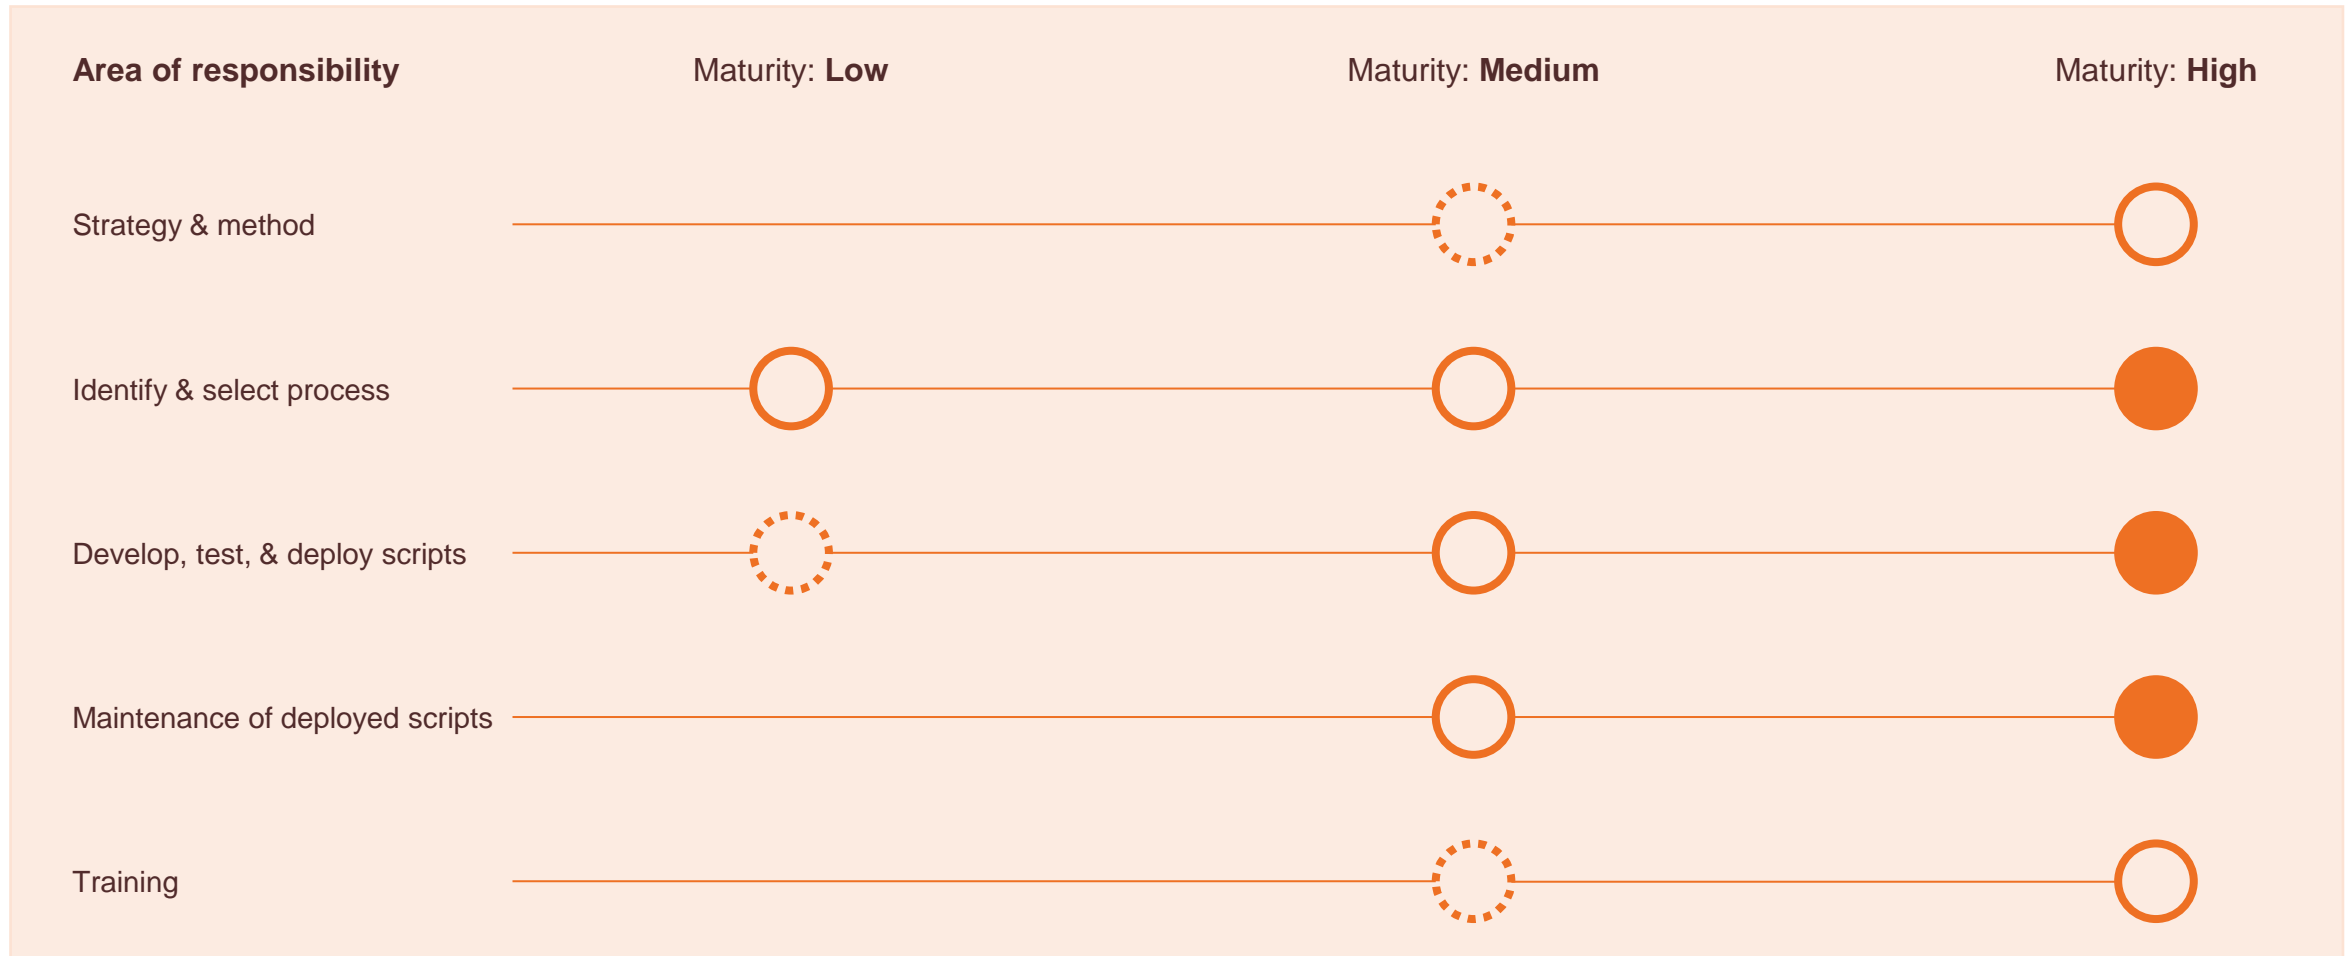 Area of responsibility Maturity: Low Maturity: Medium Maturity: High
Strategy & method
Identify & select process
Develop, test, & deploy scripts
Maintenance of deployed scripts
Training